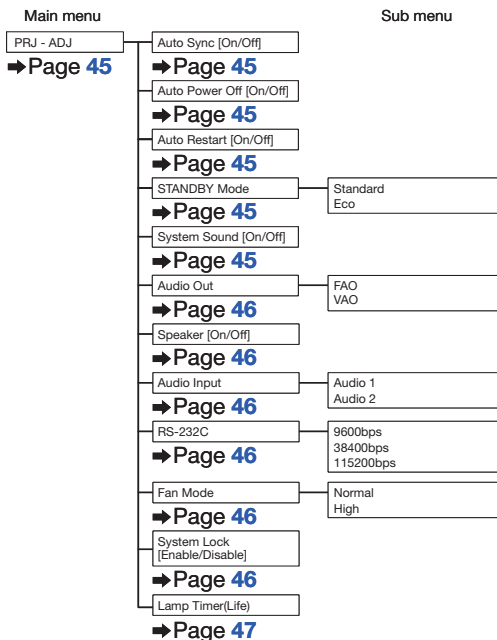 Main menu Sub menu
PRJ - ADJ
➡Page 45
Auto Sync [On/Off]
➡Page 45
Auto Power Off [On/Off]
➡Page 45
Auto Restart [On/Off]
➡Page 45
STANDBY Mode
➡Page 45
Standard
Eco
System Sound [On/Off]
➡Page 45
Audio Out
➡Page 46
FAO
VAO
Speaker [On/Off]
➡Page 46
Audio Input
➡Page 46
Audio 1
Audio 2
RS-232C
➡Page 46
9600bps
38400bps
115200bps
Fan Mode
➡Page 46
Normal
High
System Lock
[Enable/Disable]
➡Page 46
Lamp Timer(Life)
➡Page 47